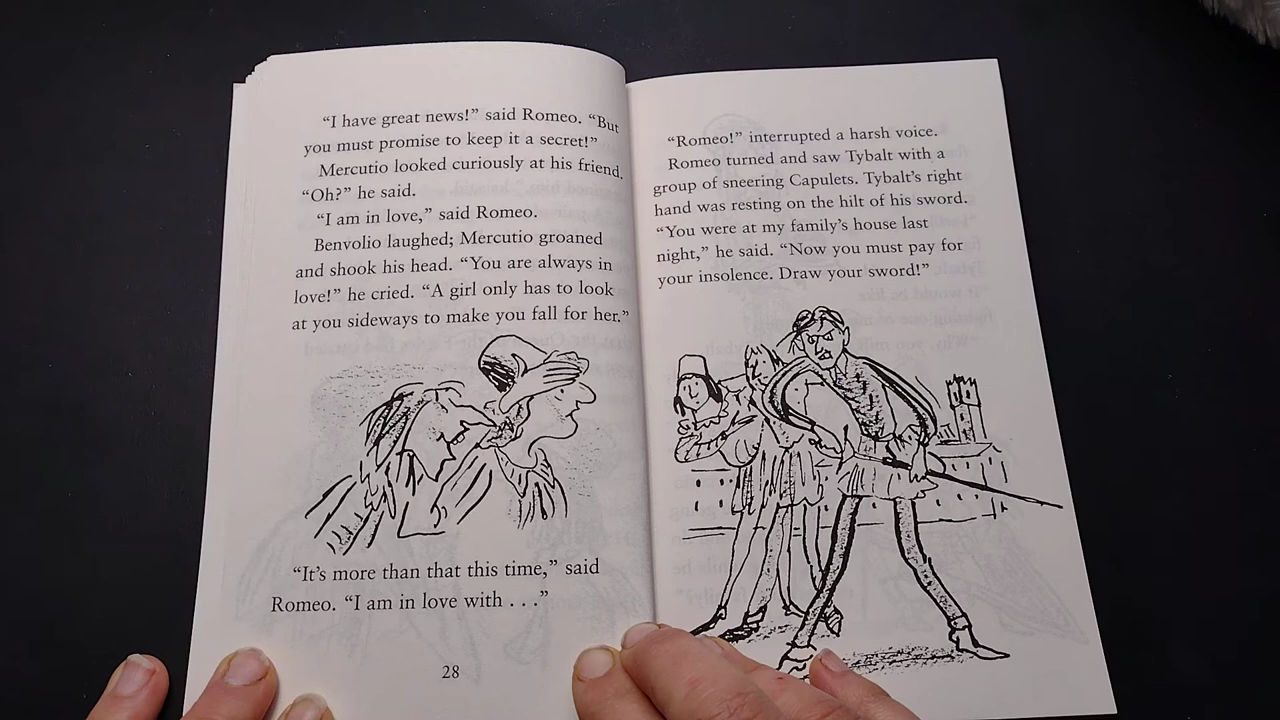 “I have great news!” said Romeo. “But
you must promise to keep it a secret!”
Mercutio looked curiously at his friend.
“Oh?” he said.
“I am in love,” said Romeo.
Benvolio laughed; Mercutio groaned
and shook his head. “You are always in
love!” he cried. “A girl only has to look
at you sideways to make you fall for her.”
“It’s more than that this time,” said
Romeo. “I am in love with . . .”
28
“Romeo!” interrupted a harsh voice.
Romeo turned and saw Tybalt with a
group of sneering Capulets. Tybalt’s right
hand was resting on the hilt of his sword.
“You were at my family’s house last
night,” he said. “Now you must pay for
your insolence. Draw your sword!”